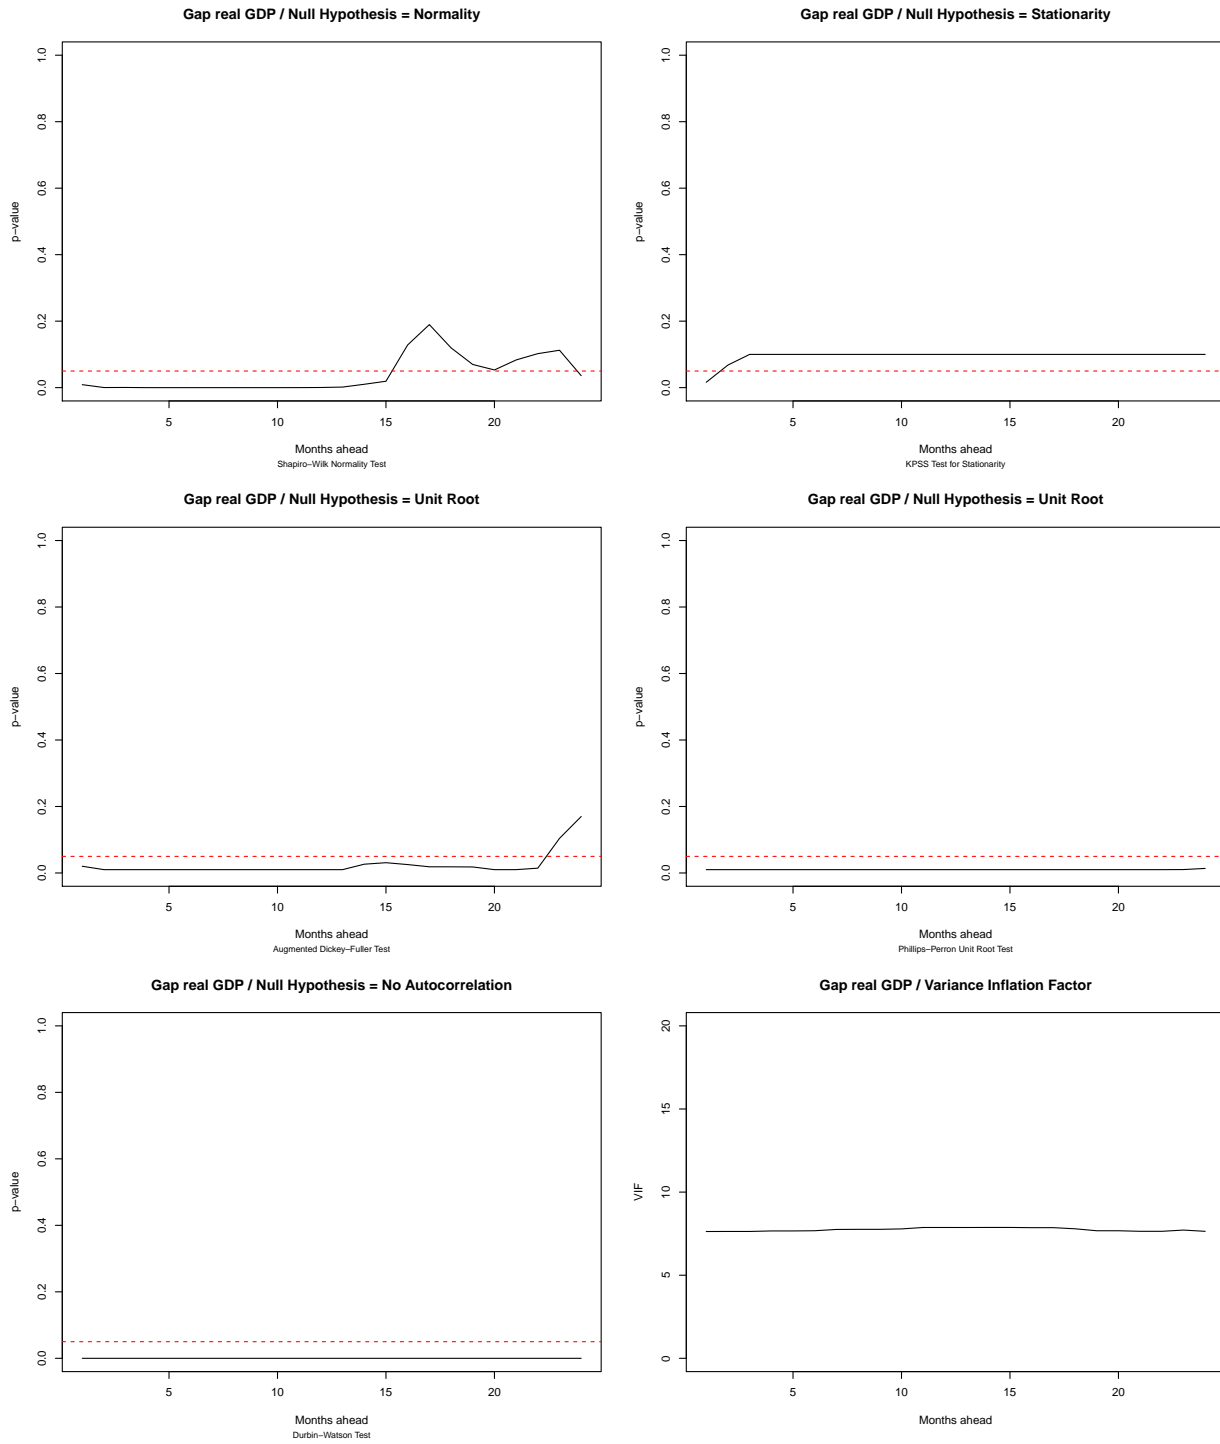 Gap real GDP / Null Hypothesis = Normality
1.0
0.8
0.6
0.4
0.2
0.0
p−value
5 10 15 20
Months ahead
Shapiro−Wilk Normality Test
Gap real GDP / Null Hypothesis = Stationarity
1.0
0.8
0.6
0.4
0.2
0.0
p−value
5 10 15 20
Months ahead
KPSS Test for Stationarity
Gap real GDP / Null Hypothesis = Unit Root
1.0
0.8
0.6
0.4
0.2
0.0
p−value
5 10 15 20
Months ahead
Augmented Dickey−Fuller Test
Gap real GDP / Null Hypothesis = Unit Root
1.0
0.8
0.6
0.4
0.2
0.0
p−value
5 10 15 20
Months ahead
Phillips−Perron Unit Root Test
Gap real GDP / Null Hypothesis = No Autocorrelation
1.0
0.8
0.6
0.4
0.2
0.0
p−value
5 10 15 20
Months ahead
Durbin−Watson Test
Gap real GDP / Variance Inflation Factor
20
15
10
5
0
VIF
5 10 15 20
Months ahead